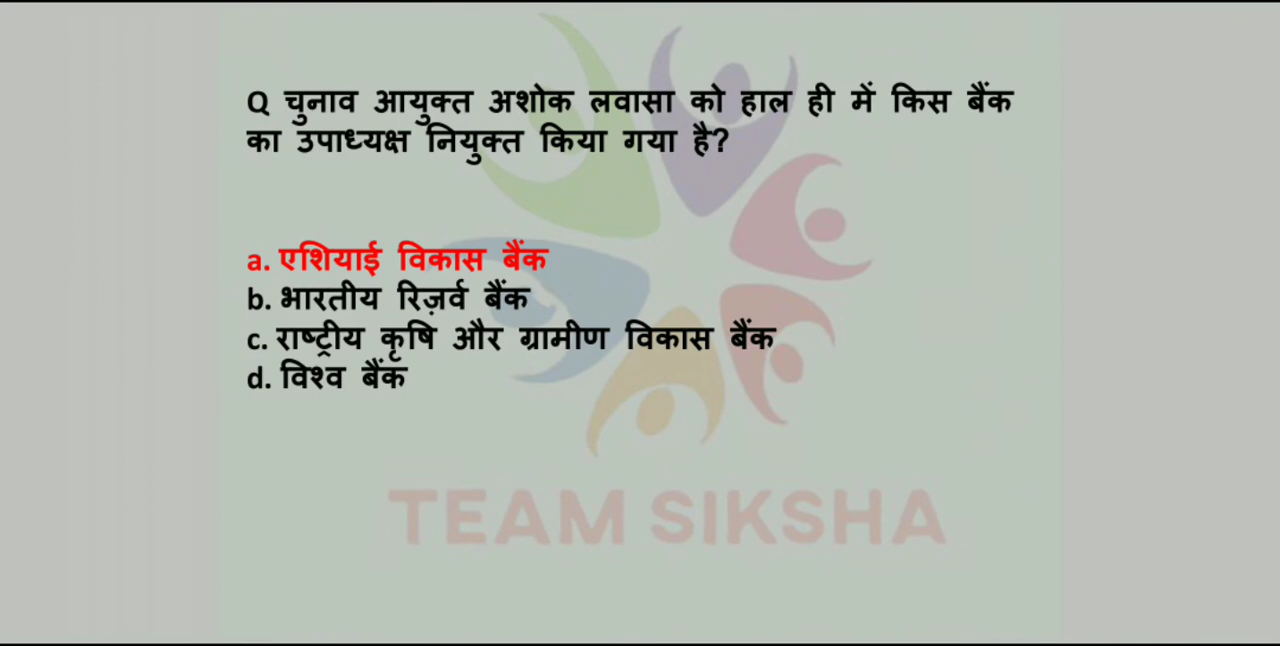 Q चुनाव आयुक्त अशोक लवासा को हाल ही में किस बैंक
का उपाध्यक्ष नियुक्त किया गया है?
a. एशियाई विकास बैंक
b. भारतीय रिज़र्व बैंक
c. राष्ट्रीय कृषि और ग्रामीण विकास बैंक
d. विश्व बैंक
TEAM SIKSHA